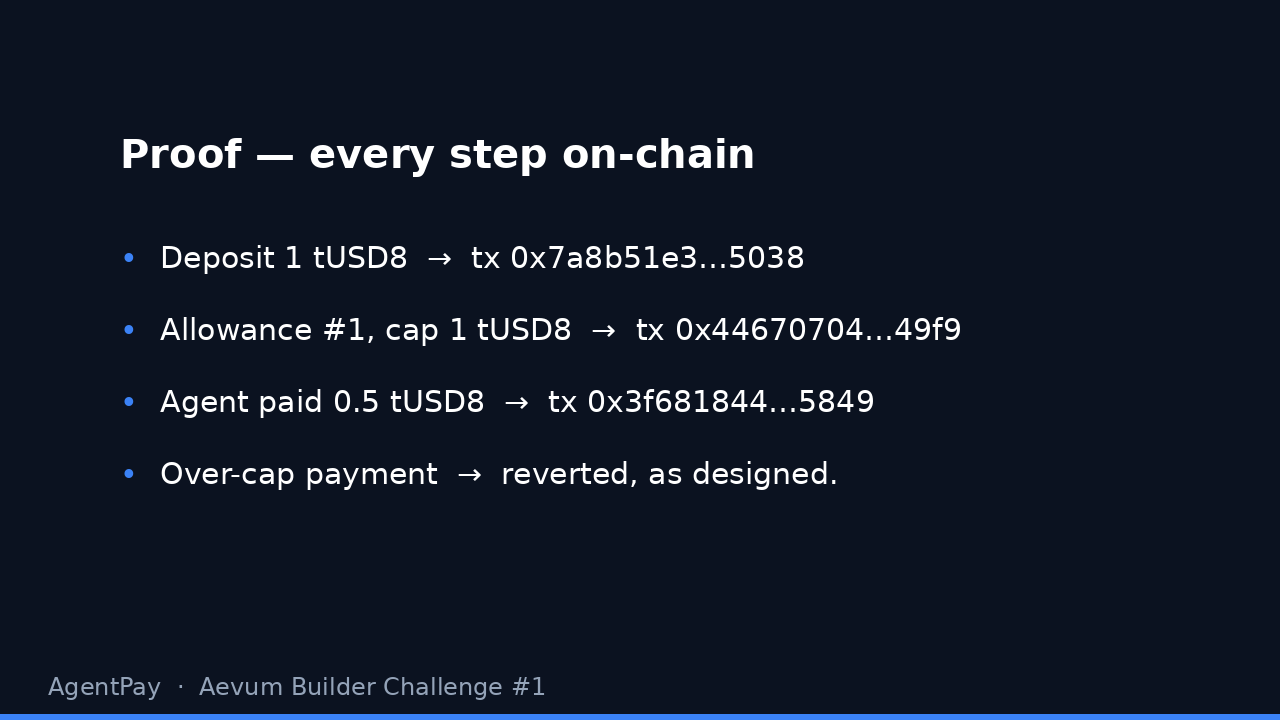 Proof — every step on-chain
• Deposit 1 tUSD8 → tx 0x7a8b51e3…5038
• Allowance #1, cap 1 tUSD8 → tx 0x44670704…49f9
• Agent paid 0.5 tUSD8 → tx 0x3f681844…5849
• Over-cap payment → reverted, as designed.
AgentPay · Aevum Builder Challenge #1